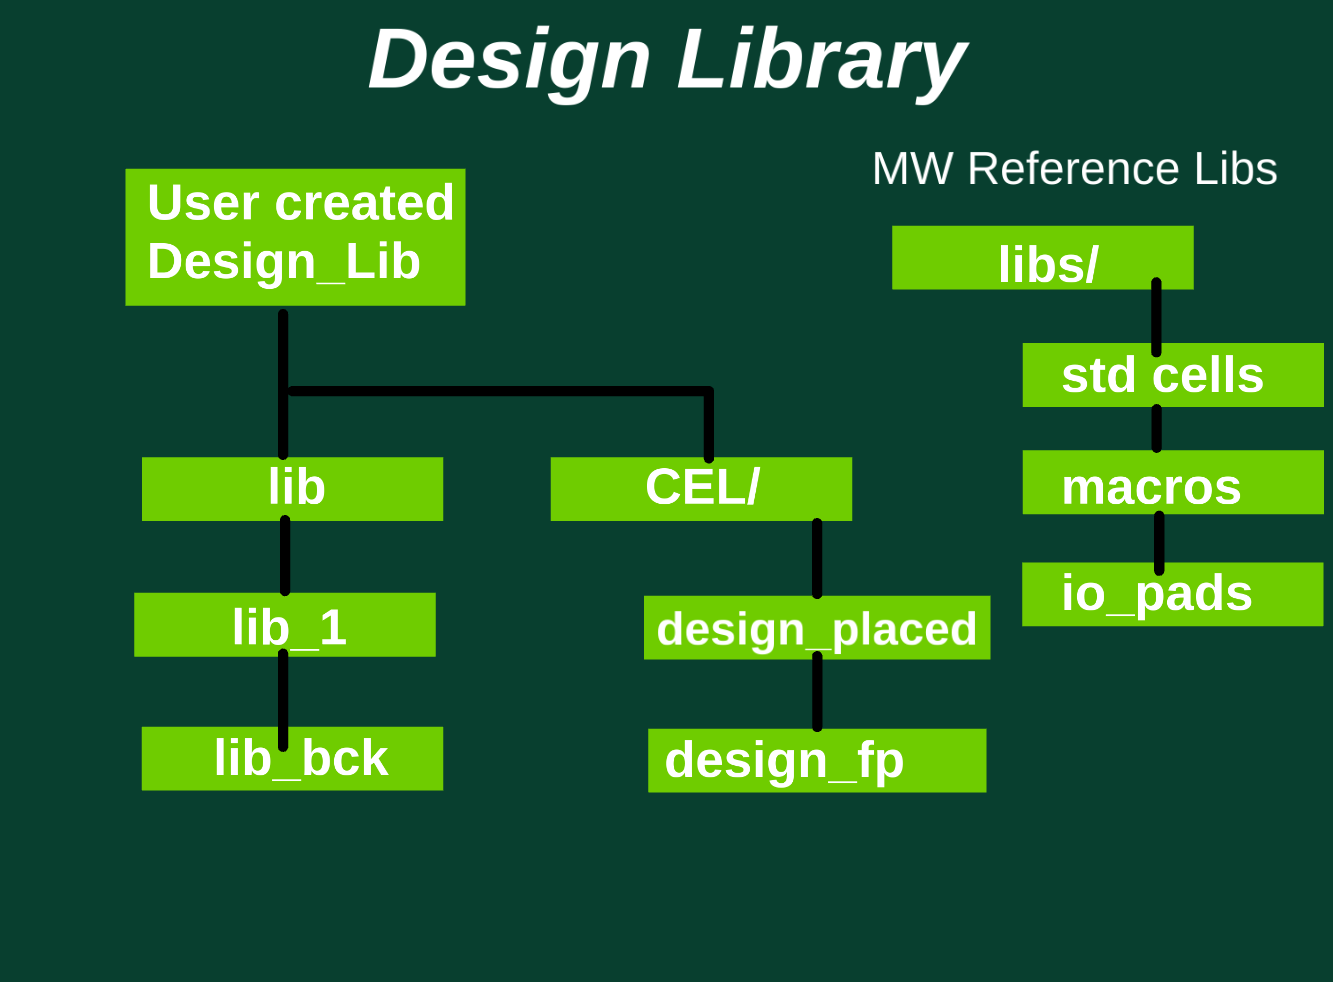 Design Library
MW Reference Libs
User created
Design_Lib
libs/
std cells
macros
io_pads
lib
CEL/
lib_1
design_placed
lib_bck
design_fp